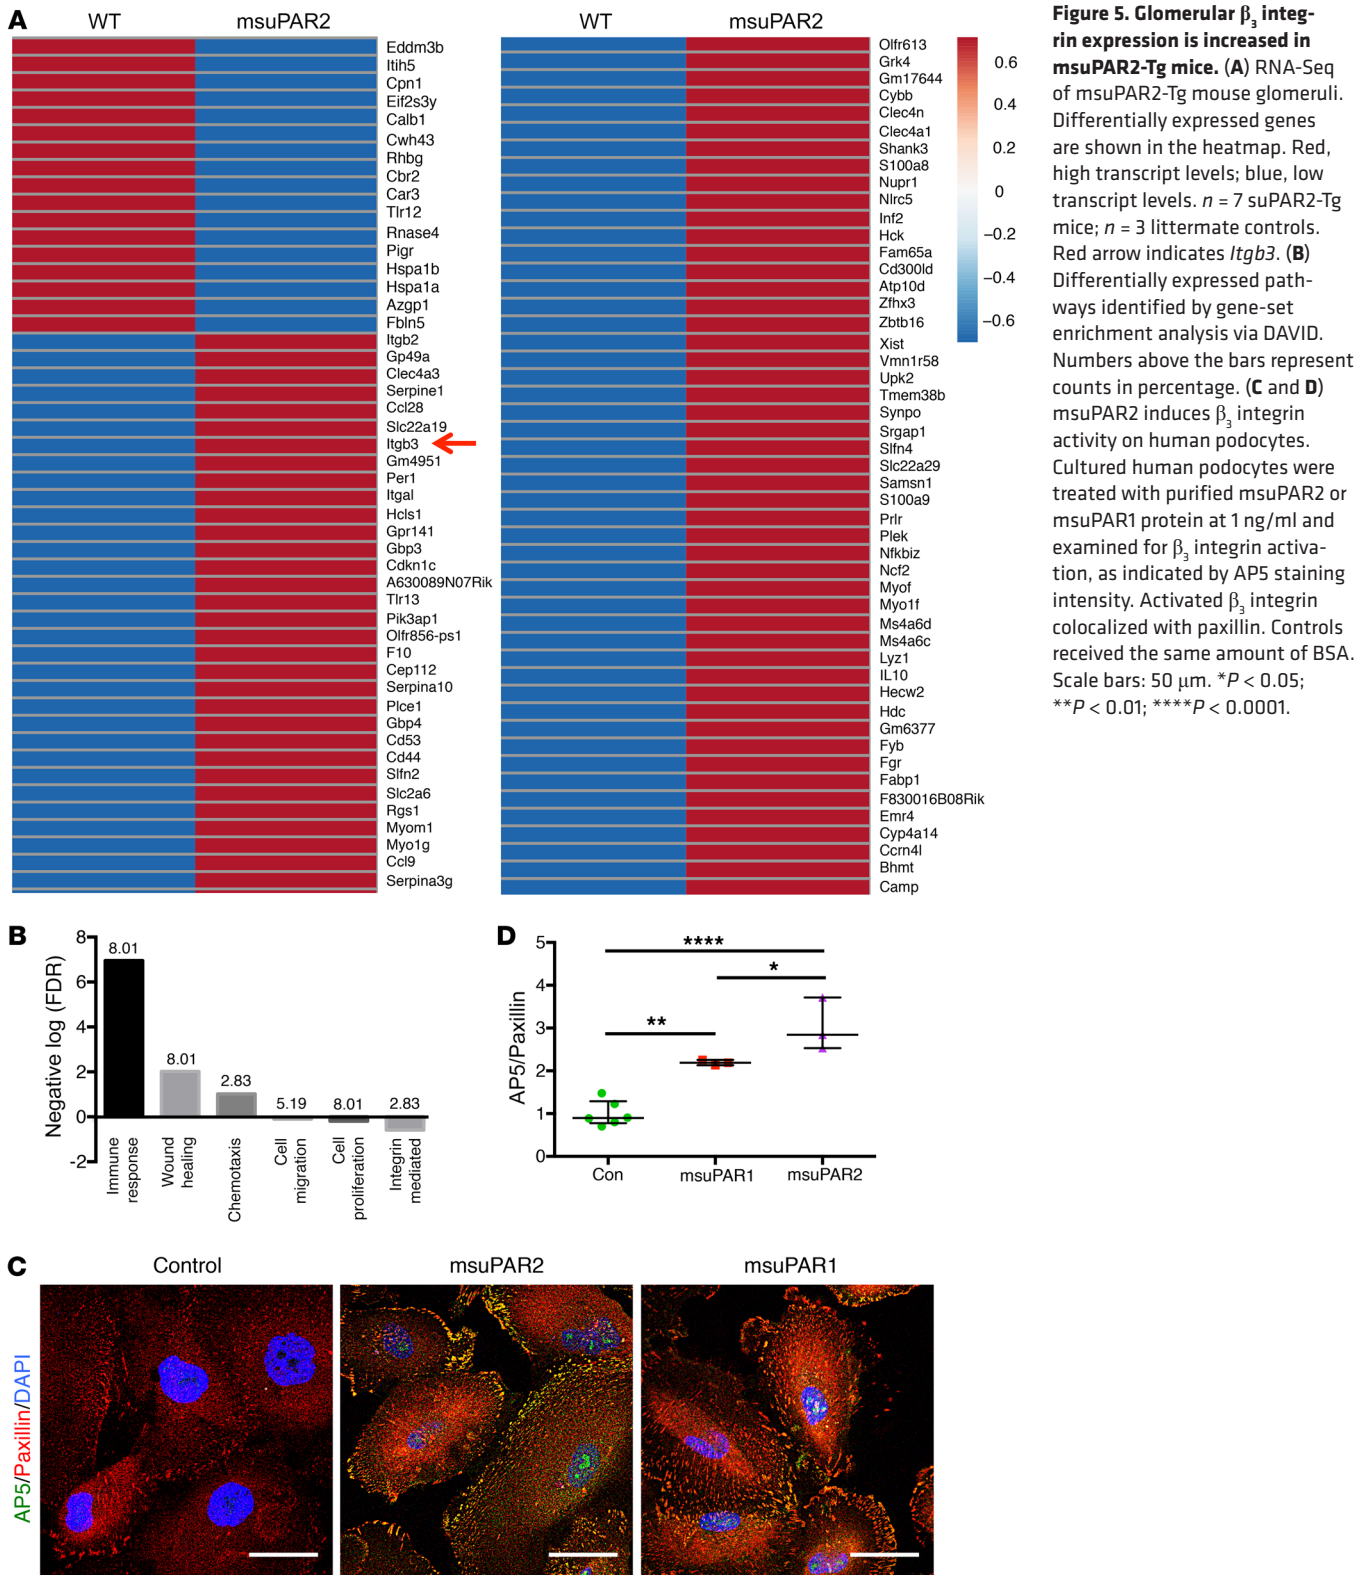 A
WT
msuPAR2
Eddm3b
Itih5
Cpn1
Eif2s3y
Calb1
Cwh43
Rhbg
Cbr2
Car3
Tlr12
Rnase4
Pigr
Hspa1b
Hspa1a
Azgp1
Fbln5
Itgb2
Gp49a
Clec4a3
Serpine1
Ccl28
Slc22a19
Itgb3
Gm4951
Per1
Itgal
Hcls1
Gpr141
Gbp3
Cdkn1c
A630089N07Rik
Tlr13
Pik3ap1
Olfr856-ps1
F10
Cep112
Serpina10
Plce1
Gbp4
Cd53
Cd44
Slfn2
Slc2a6
Rgs1
Myom1
Myo1g
Ccl9
Serpina3g
WT
msuPAR2
Olfr613
Grk4
Gm17644
Cybb
Clec4n
Clec4a1
Shank3
S100a8
Nupr1
Nlrc5
Inf2
Hck
Fam65a
Cd300ld
Atp10d
Zfhx3
Zbtb16
Xist
Vmn1r58
Upk2
Tmem38b
Synpo
Srgap1
Slfn4
Slc22a29
Samsn1
S100a9
Prlr
Plek
Nfkbiz
Ncf2
Myof
Myo1f
Ms4a6d
Ms4a6c
Lyz1
IL10
Hecw2
Hdc
Gm6377
Fyb
Fgr
Fabp1
F830016B08Rik
Emr4
Cyp4a14
Ccrn4l
Bhmt
Camp
0.6
0.4
0.2
0
−0.2
−0.4
−0.6
Figure 5. Glomerular β3 integ-
rin expression is increased in
msuPAR2-Tg mice. (A) RNA-Seq
of msuPAR2-Tg mouse glomeruli.
Differentially expressed genes
are shown in the heatmap. Red,
high transcript levels; blue, low
transcript levels. n = 7 suPAR2-Tg
mice; n = 3 littermate controls.
Red arrow indicates Itgb3. (B)
Differentially expressed path-
ways identified by gene-set
enrichment analysis via DAVID.
Numbers above the bars represent
counts in percentage. (C and D)
msuPAR2 induces β3 integrin
activity on human podocytes.
Cultured human podocytes were
treated with purified msuPAR2 or
msuPAR1 protein at 1 ng/ml and
examined for β3 integrin activa-
tion, as indicated by AP5 staining
intensity. Activated β3 integrin
colocalized with paxillin. Controls
received the same amount of BSA.
Scale bars: 50 μm. *P < 0.05;
**P < 0.01; ****P < 0.0001.
B
Negative log (FDR)
8
6
4
2
0
-2
8.01
8.01
2.83
5.19
8.01
2.83
Immune
response
Wound
healing
Chemotaxis
Cell
migration
Cell
proliferation
Integrin
mediated
D
AP5/Paxillin
5
4
3
2
1
0
****
*
**
Con
msuPAR1
msuPAR2
C
Control
msuPAR2
msuPAR1
AP5/Paxillin/DAPI